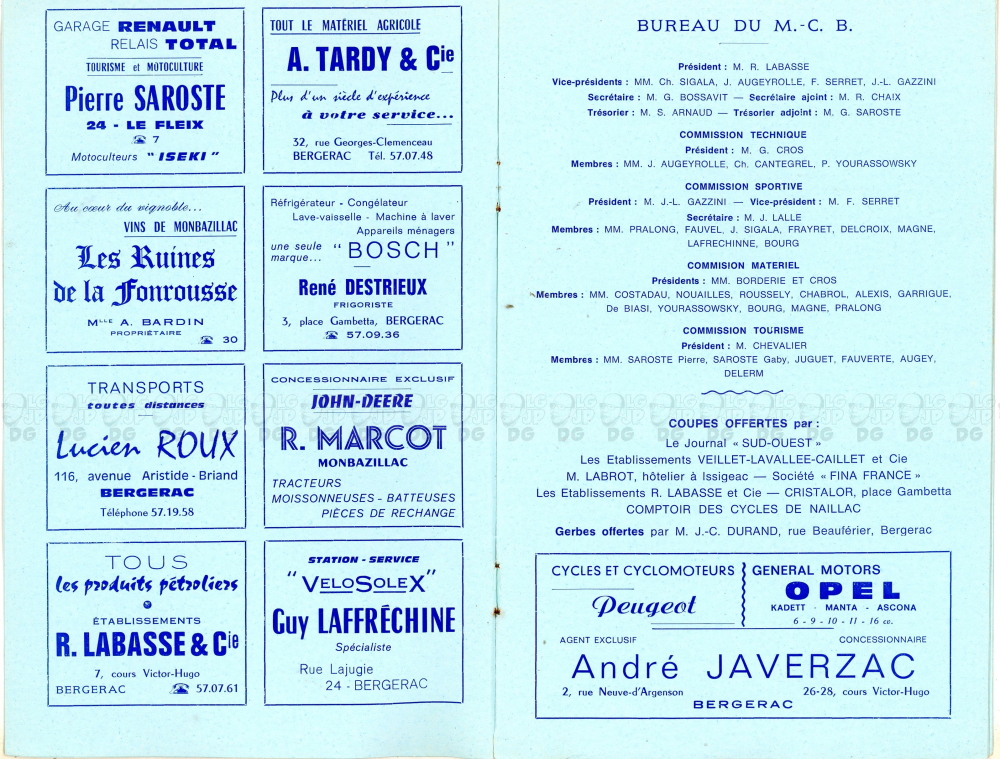 GARAGE RENAULT
RELAIS TOTAL
TOURISME et MOTOCULTURE
Pierre SAROSTE
24 - LE FLEIX
☎ 7
Motoculteurs "ISEKI"
TOUT LE MATÉRIEL AGRICOLE
A. TARDY & Cie
Plus d'un siècle d'expérience
à votre service...
32, rue Georges-Clemenceau
BERGERAC Tél. 57.07.48
Au cœur du vignoble...
VINS DE MONBAZILLAC
Les Ruines
de la Fonrousse
MLLE A. BARDIN
PROPRIÉTAIRE
☎ 30
Réfrigérateur - Congélateur
Lave-vaisselle - Machine à laver
Appareils ménagers
une seule marque... "BOSCH"
René DESTRIEUX
FRIGORISTE
3, place Gambetta, BERGERAC
☎ 57.09.36
TRANSPORTS
toutes distances
Lucien ROUX
116, avenue Aristide-Briand
BERGERAC
Téléphone 57.19.58
CONCESSIONNAIRE EXCLUSIF
JOHN-DEERE
R. MARCOT
MONBAZILLAC
TRACTEURS
MOISSONNEUSES - BATTEUSES
PIÈCES DE RECHANGE
TOUS
les produits pétroliers
ÉTABLISSEMENTS
R. LABASSE & Cie
7, cours Victor-Hugo
BERGERAC ☎ 57.07.61
STATION - SERVICE
"VELOSOLEX"
Guy LAFFRÉCHINE
Spécialiste
Rue Lajugie
24 - BERGERAC
BUREAU DU M.-C. B.
Président : M. R. LABASSE
Vice-présidents : MM. Ch. SIGALA, J. AUGEYROLLE, F. SERRET, J.-L. GAZZINI
Secrétaire : M. G. BOSSAVIT — Secrélaire ajoint : M. R. CHAIX
Trésorier : M. S. ARNAUD — Trésorier adjoint : M. G. SAROSTE
COMMISSION TECHNIQUE
Président : M. G. CROS
Membres : MM. J. AUGEYROLLE, Ch. CANTEGREL, P. YOURASSOWSKY
COMMISSION SPORTIVE
Président : M. J.-L. GAZZINI — Vice-président : M. F. SERRET
Secrétaire : M. J. LALLE
Membres : MM. PRALONG, FAUVEL, J. SIGALA, FRAYRET, DELCROIX, MAGNE,
LAFRECHINNE, BOURG
COMMISION MATERIEL
Présidents : MM. BORDERIE ET CROS
Membres : MM. COSTADAU, NOUAILLES, ROUSSELY, CHABROL, ALEXIS, GARRIGUE,
De BIASI, YOURASSOWSKY, BOURG, MAGNE, PRALONG
COMMISSION TOURISME
Président : M. CHEVALIER
Membres : MM. SAROSTE Pierre, SAROSTE Gaby, JUGUET, FAUVERTE, AUGEY,
DELERM
COUPES OFFERTES par :
Le Journal « SUD-OUEST »
Les Etablissements VEILLET-LAVALLEE-CAILLET et Cie
M. LABROT, hôtelier à Issigeac — Société « FINA FRANCE »
Les Etablissements R. LABASSE et Cie — CRISTALOR, place Gambetta
COMPTOIR DES CYCLES DE NAILLAC
Gerbes offertes par M. J.-C. DURAND, rue Beauférier, Bergerac
CYCLES ET CYCLOMOTEURS
Peugeot
GENERAL MOTORS
OPEL
KADETT - MANTA - ASCONA
6 - 9 - 10 - 11 - 16 cv.
AGENT EXCLUSIF CONCESSIONNAIRE
André JAVERZAC
2, rue Neuve-d'Argenson 26-28, cours Victor-Hugo
BERGERAC